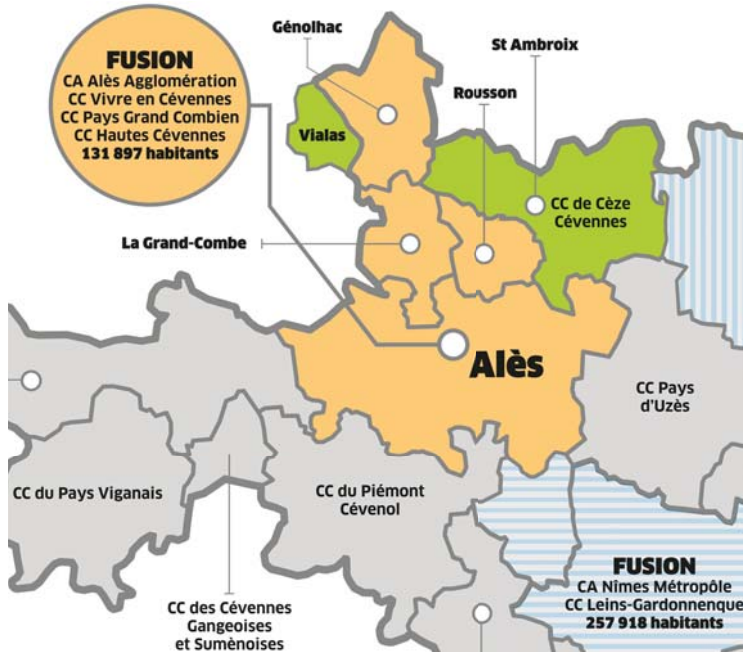 FUSION
CA Alès Agglomération
CC Vivre en Cévennes
CC Pays Grand Combien
CC Hautes Cévennes
131 897 habitants
Génolhac
St Ambroix
Rousson
Vialas
CC de Cèze
Cévennes
La Grand-Combe
Alès
CC Pays
d'Uzès
CC du Pays Viganais
CC du Piémont
Cévenol
FUSION
CA Nîmes Métropôle
CC Leins-Gardonnenque
257 918 habitants
CC des Cévennes
Gangeoises
et Sumènoises